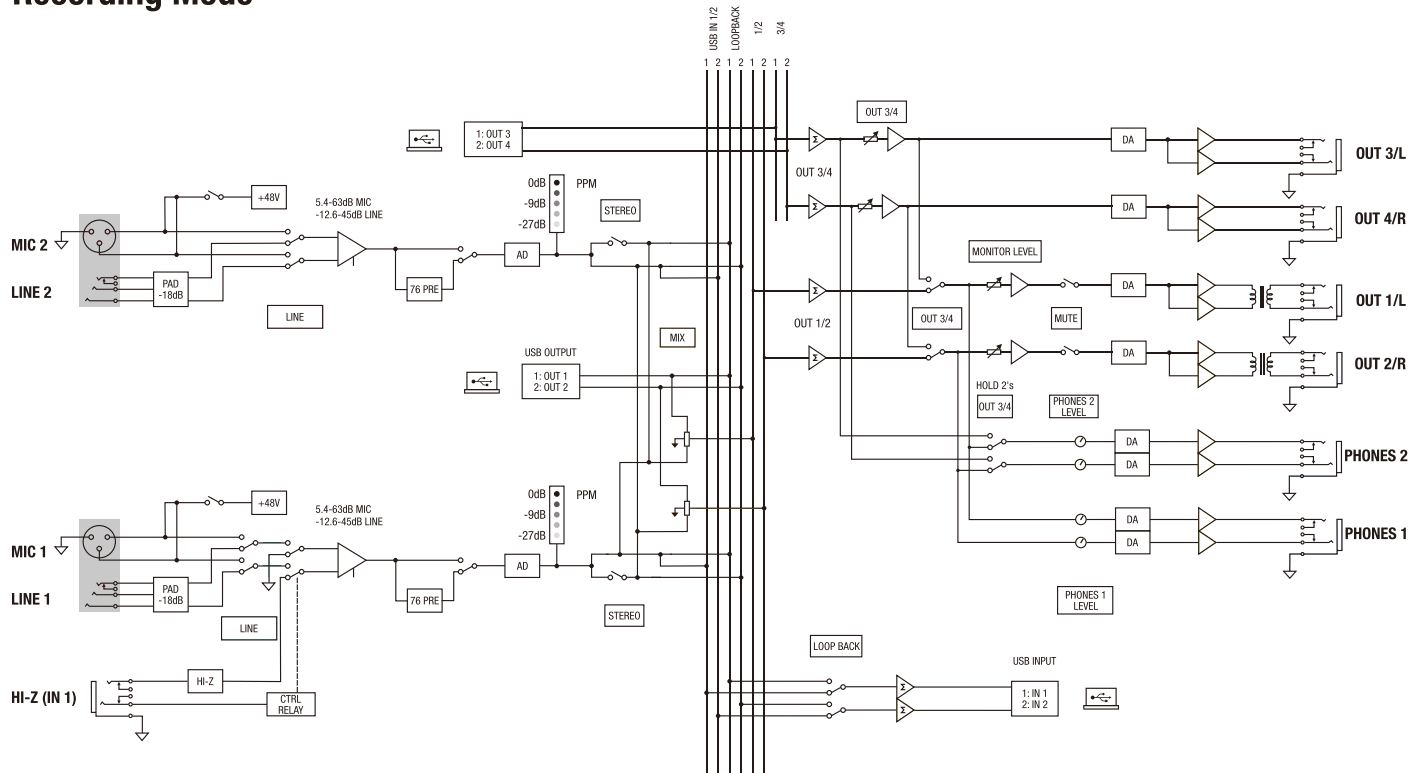 Recording Mode
USB IN 1/2
LOOPBACK
1/2
3/4
1 2 1 2 1 2 1 2
1: OUT 3
2: OUT 4
OUT 3/4
Σ
DA
OUT 3/L
OUT 3/4
Σ
DA
OUT 4/R
0dB
-9dB
-27dB
PPM
STEREO
+48V
5.4-63dB MIC
-12.6-45dB LINE
MIC 2
LINE 2
PAD
-18dB
LINE
76 PRE
AD
MONITOR LEVEL
Σ
OUT 1/2
OUT 3/4
MUTE
DA
OUT 1/L
Σ
DA
OUT 2/R
MIX
USB OUTPUT
1: OUT 1
2: OUT 2
HOLD 2's
OUT 3/4
PHONES 2
LEVEL
DA
DA
PHONES 2
DA
DA
PHONES 1
PHONES 1
LEVEL
0dB
-9dB
-27dB
PPM
+48V
5.4-63dB MIC
-12.6-45dB LINE
MIC 1
LINE 1
PAD
-18dB
LINE
76 PRE
AD
STEREO
HI-Z (IN 1)
HI-Z
CTRL
RELAY
LOOP BACK
Σ
Σ
USB INPUT
1: IN 1
2: IN 2